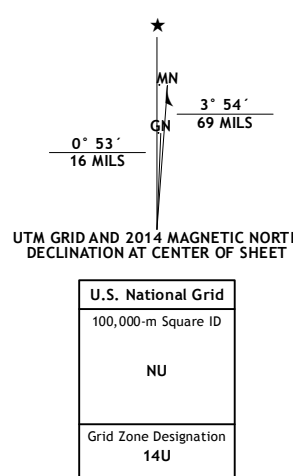 ★
MN
3° 54´
69 MILS
GN
0° 53´
16 MILS
UTM GRID AND 2014 MAGNETIC NORTH
DECLINATION AT CENTER OF SHEET
U.S. National Grid
100,000-m Square ID
NU
Grid Zone Designation
14U